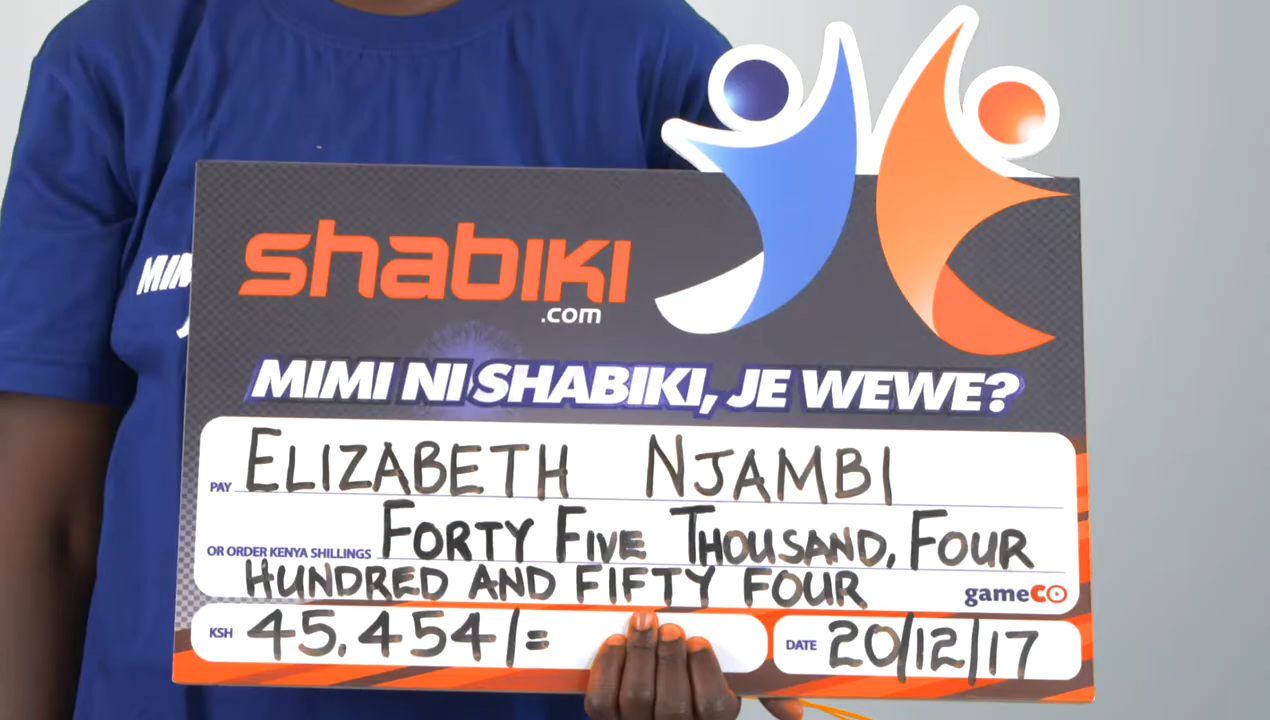 MIM
shabiki
.com
MIMI NI SHABIKI, JE WEWE?
PAY ELIZABETH NJAMBI
OR ORDER KENYA SHILLINGS FORTY FIVE THOUSAND, FOUR
HUNDRED AND FIFTY FOUR
gameCO
KSH 45.454/= DATE 20/12/17